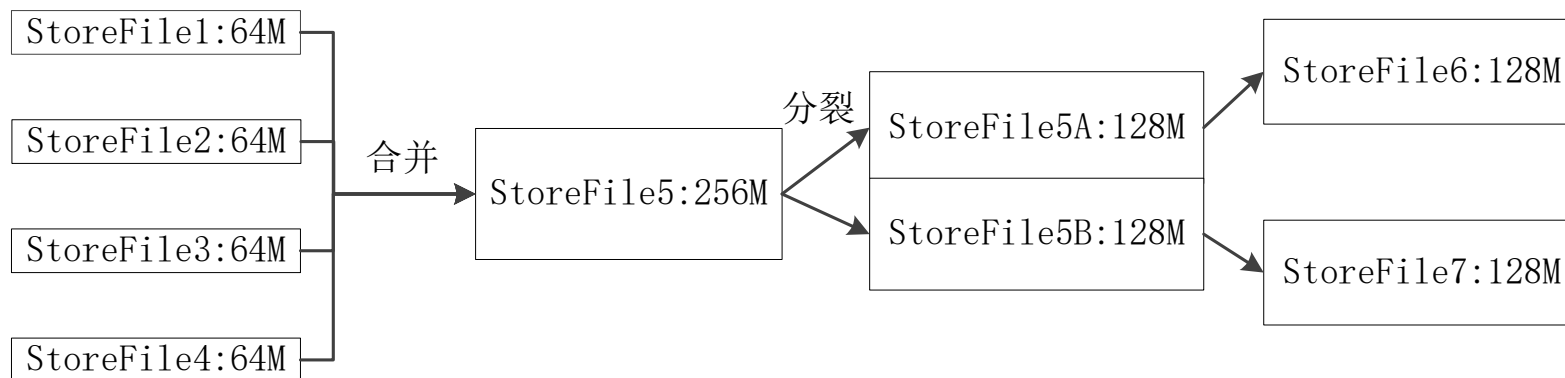 StoreFile1:64M
StoreFile2:64M
StoreFile3:64M
StoreFile4:64M
合并
StoreFile5:256M
分裂
StoreFile5A:128M
StoreFile5B:128M
StoreFile6:128M
StoreFile7:128M